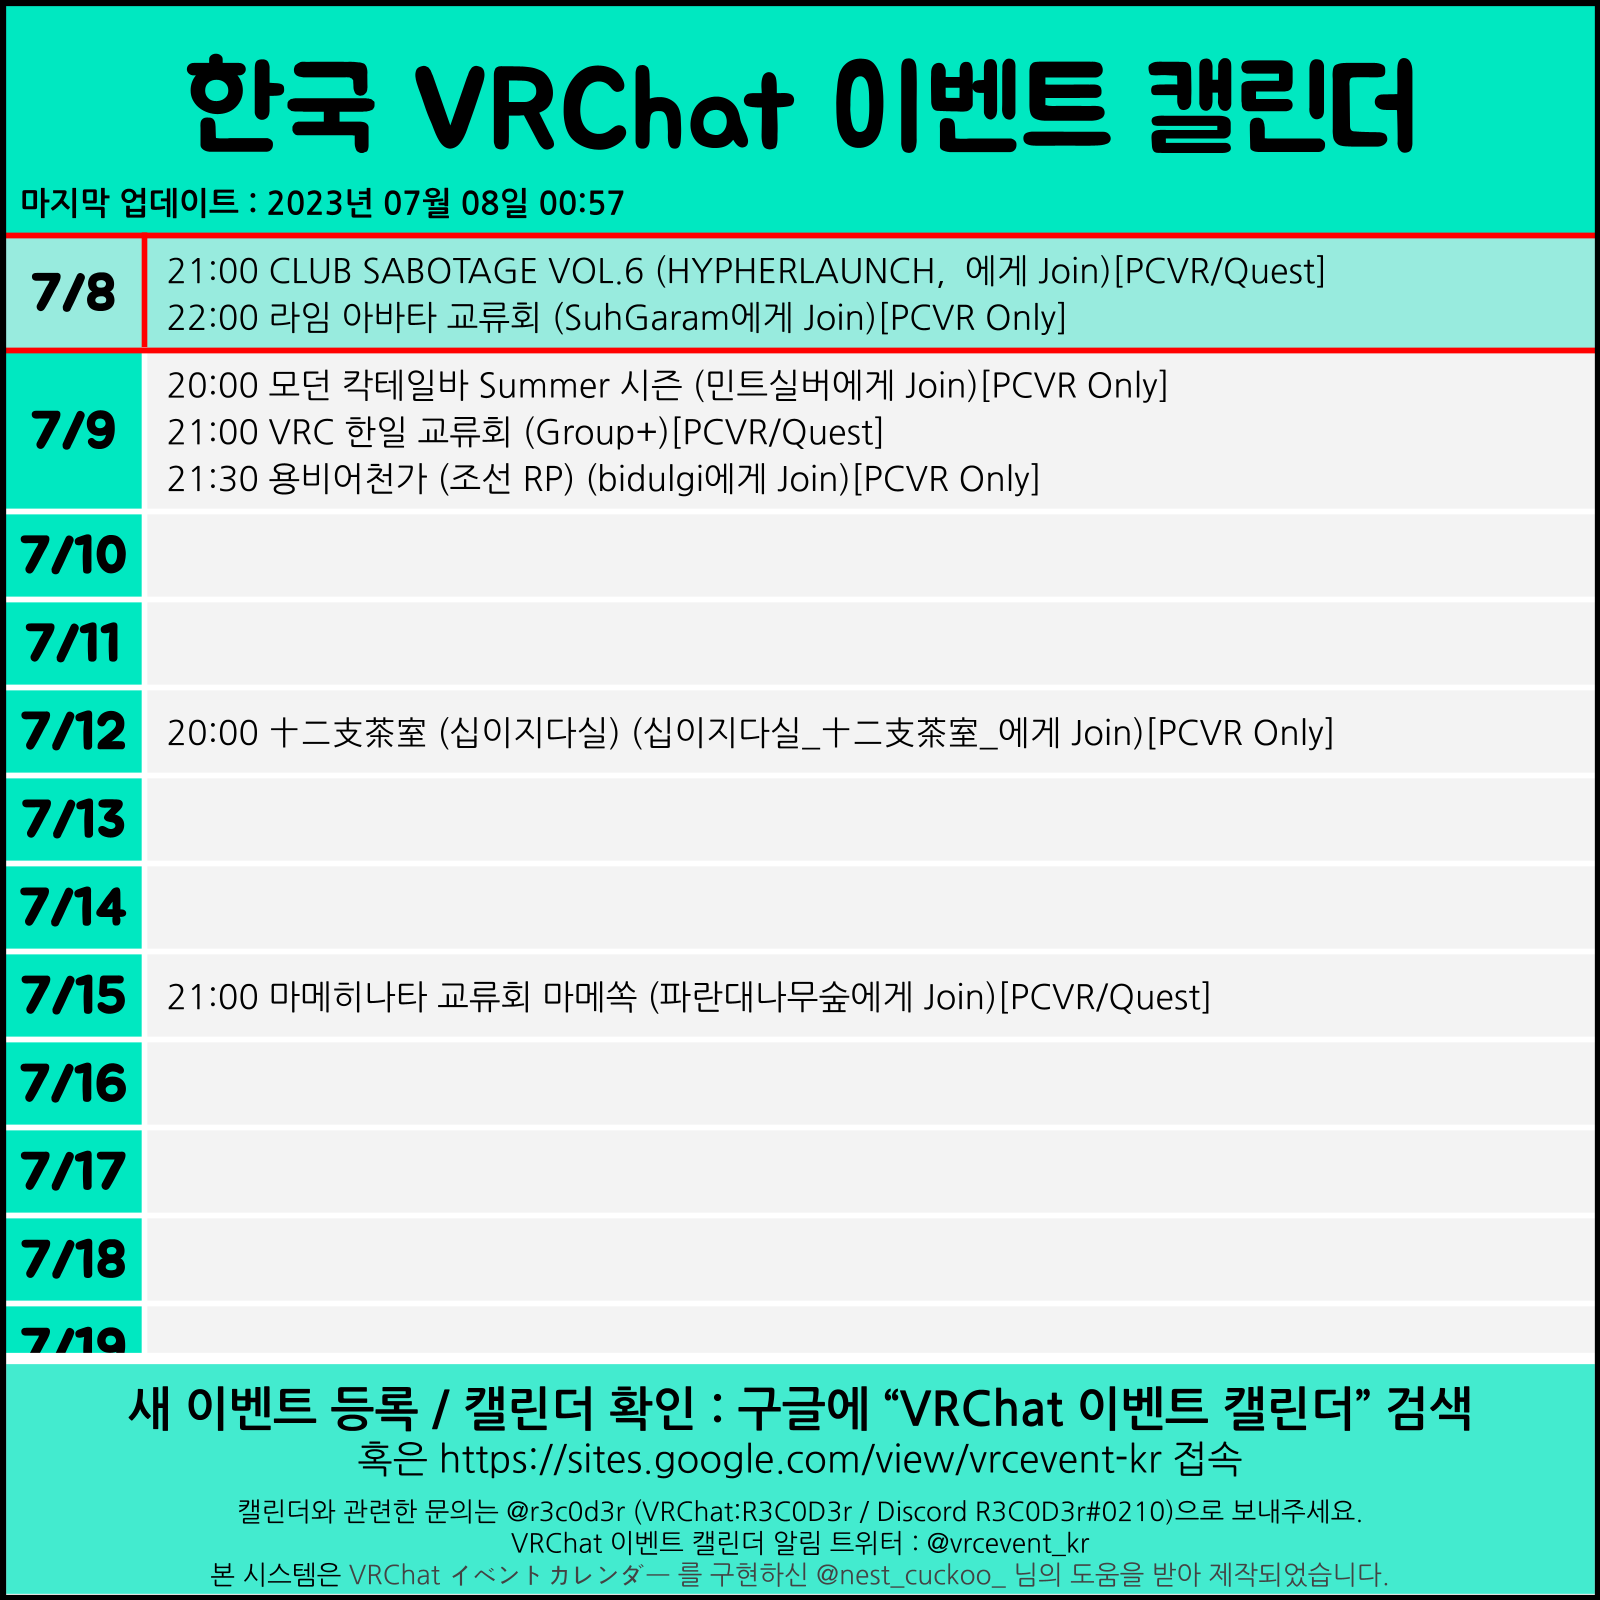 한국 VRChat 이벤트 캘린더
마지막 업데이트 : 2023년 07월 08일 00:57
7/8
21:00 CLUB SABOTAGE VOL.6 (HYPHERLAUNCH,  에게 Join)[PCVR/Quest]
22:00 라임 아바타 교류회 (SuhGaram에게 Join)[PCVR Only]
7/9
20:00 모던 칵테일바 Summer 시즌 (민트실버에게 Join)[PCVR Only]
21:00 VRC 한일 교류회 (Group+)[PCVR/Quest]
21:30 용비어천가 (조선 RP) (bidulgi에게 Join)[PCVR Only]
7/10
7/11
7/12
20:00 十二支茶室 (십이지다실) (십이지다실_十二支茶室_에게 Join)[PCVR Only]
7/13
7/14
7/15
21:00 마메히나타 교류회 마메쏙 (파란대나무숲에게 Join)[PCVR/Quest]
7/16
7/17
7/18
7/19
새 이벤트 등록 / 캘린더 확인 : 구글에 “VRChat 이벤트 캘린더” 검색
혹은 https://sites.google.com/view/vrcevent-kr 접속
캘린더와 관련한 문의는 @r3c0d3r (VRChat:R3C0D3r / Discord R3C0D3r#0210)으로 보내주세요.
VRChat 이벤트 캘린더 알림 트위터 : @vrcevent_kr
본 시스템은 VRChat イベントカレンダー 를 구현하신 @nest_cuckoo_ 님의 도움을 받아 제작되었습니다.